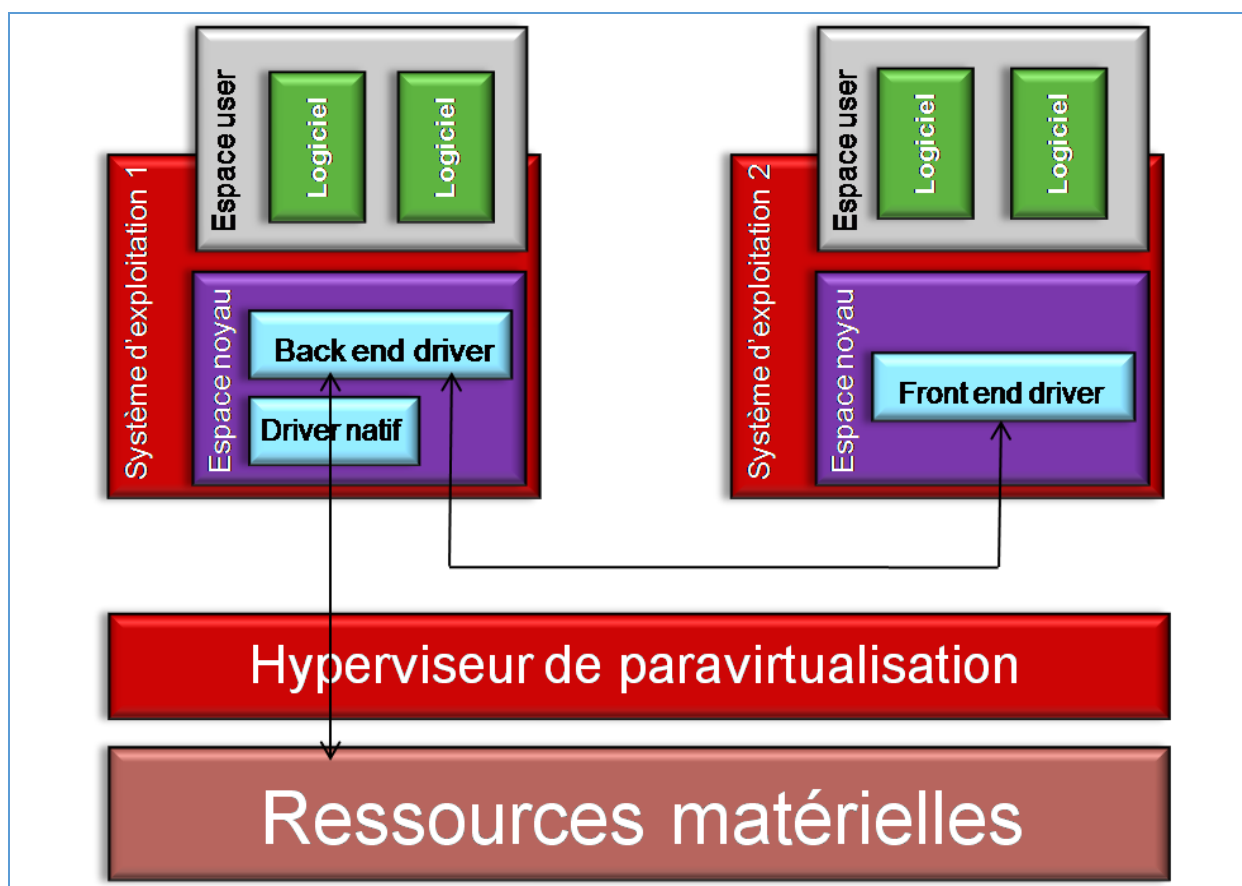 Système d'exploitation 1
Espace user
Logiciel
Logiciel
Espace noyau
Back end driver
Driver natif
Système d'exploitation 2
Espace user
Logiciel
Logiciel
Espace noyau
Front end driver
Hyperviseur de paravirtualisation
Ressources matérielles